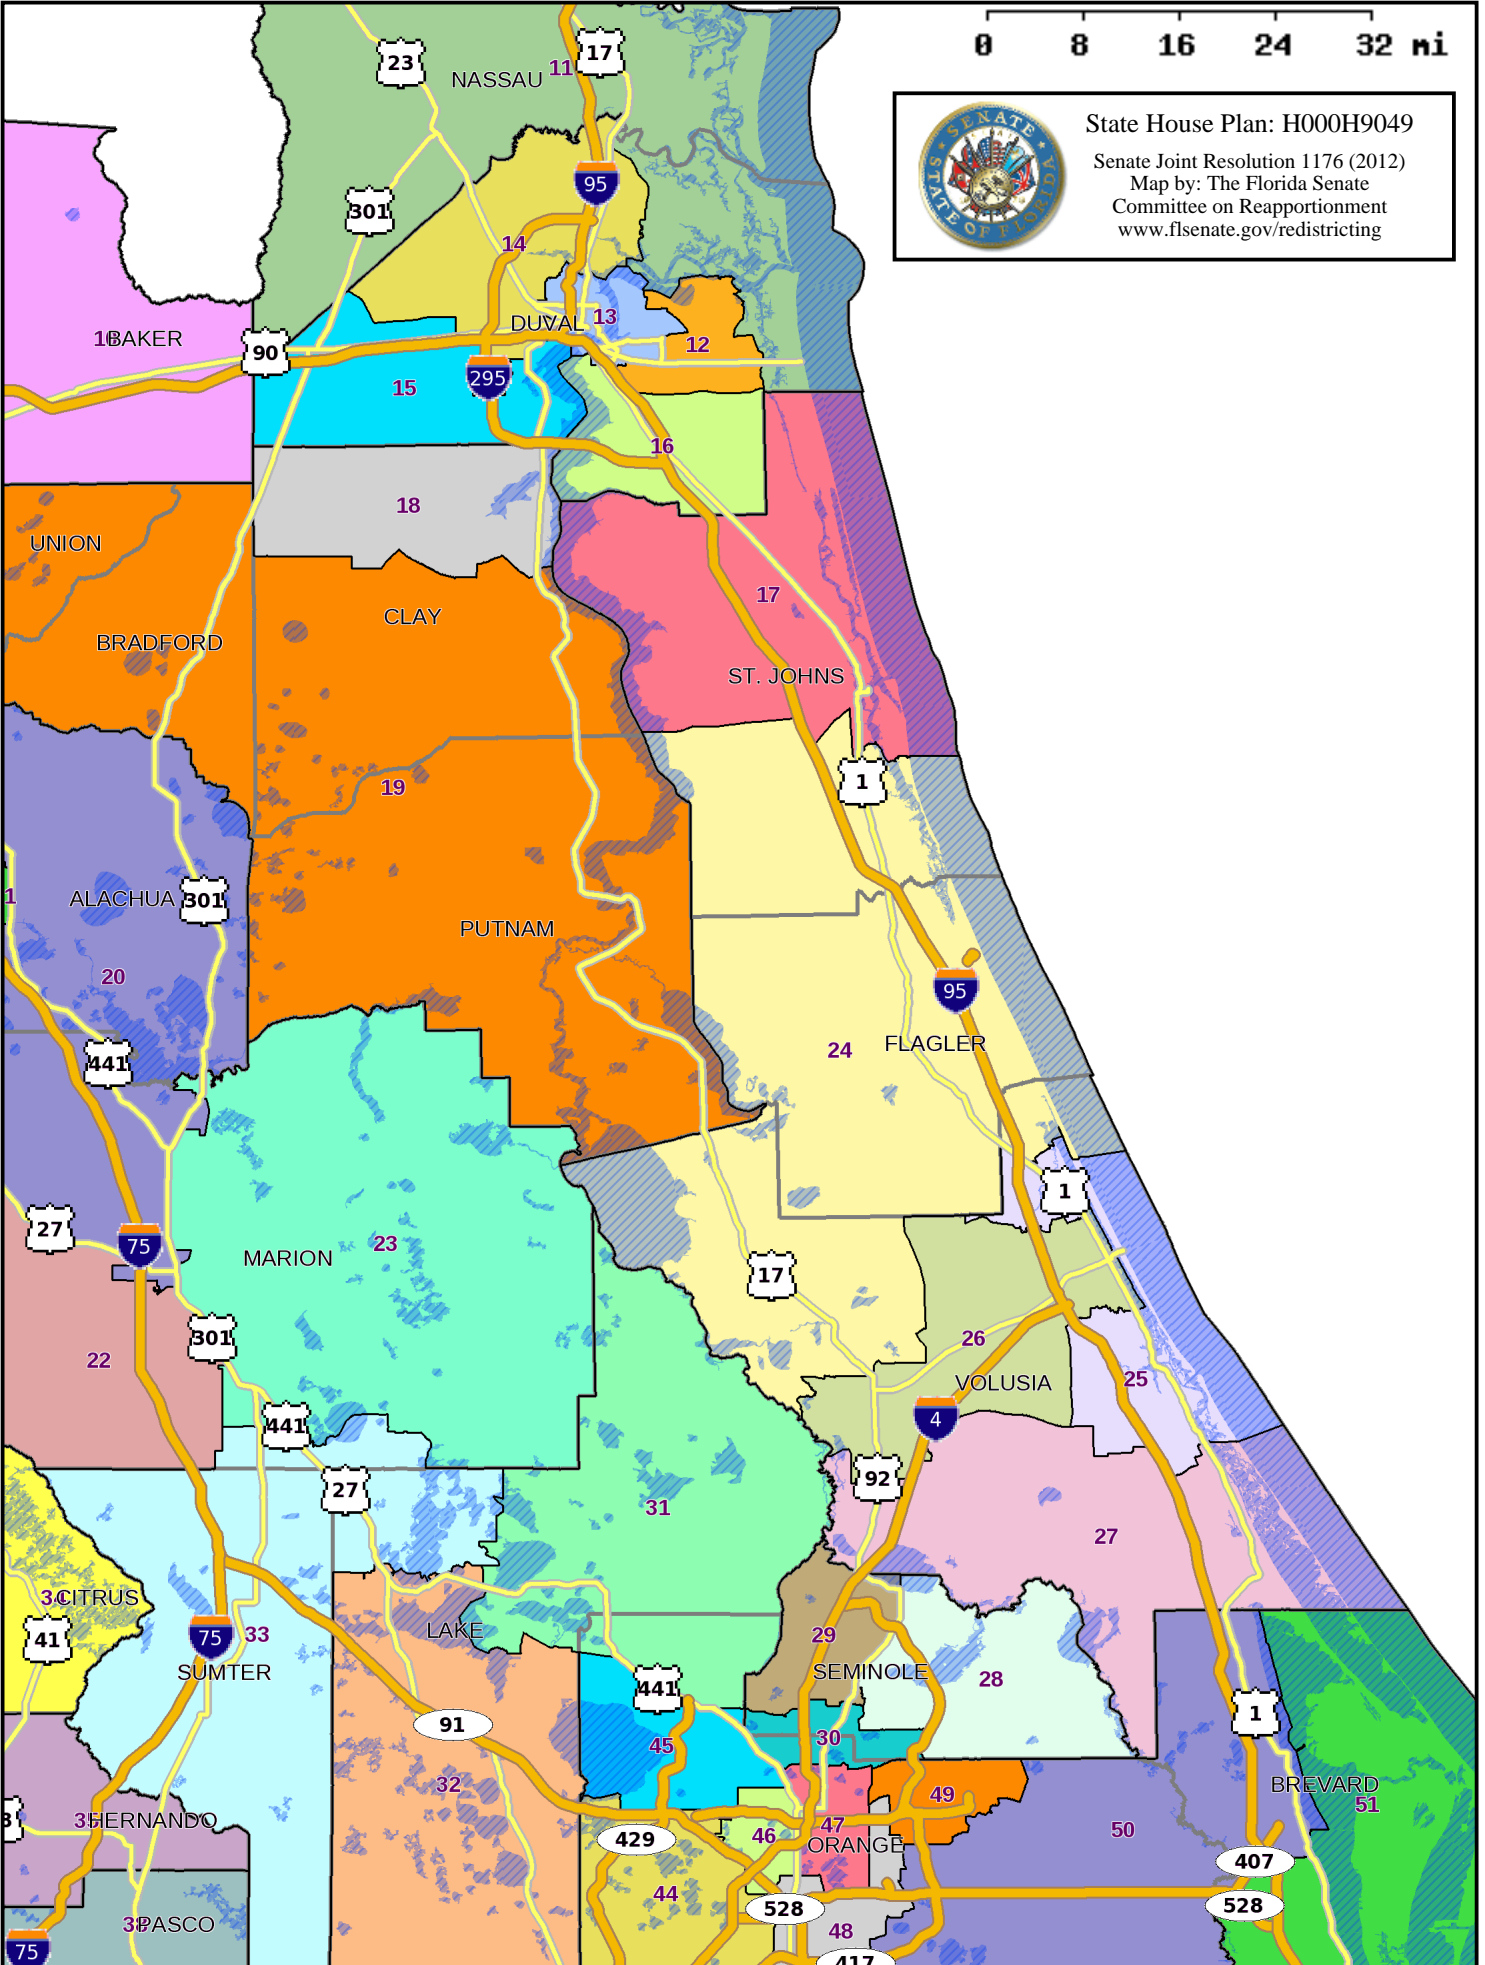 0 8 16 24 32 mi
State House Plan: H000H9049
Senate Joint Resolution 1176 (2012)
Map by: The Florida Senate
Committee on Reapportionment
www.flsenate.gov/redistricting
SENATE
STATE OF FLORIDA
23
NASSAU
11
17
95
301
14
13
DUVAL
12
BAKER
90
295
15
16
18
UNION
17
CLAY
BRADFORD
ST. JOHNS
1
19
ALACHUA
301
1
PUTNAM
20
95
24
FLAGLER
441
1
27
75
MARION
23
17
301
26
22
VOLUSIA
25
441
4
92
27
31
27
CITRUS
41
75
33
LAKE
29
SUMTER
SEMINOLE
28
441
1
91
45
30
32
49
BREVARD
51
HERNANDO
47
50
429
46
ORANGE
407
44
528
528
38
PASCO
48
75
417